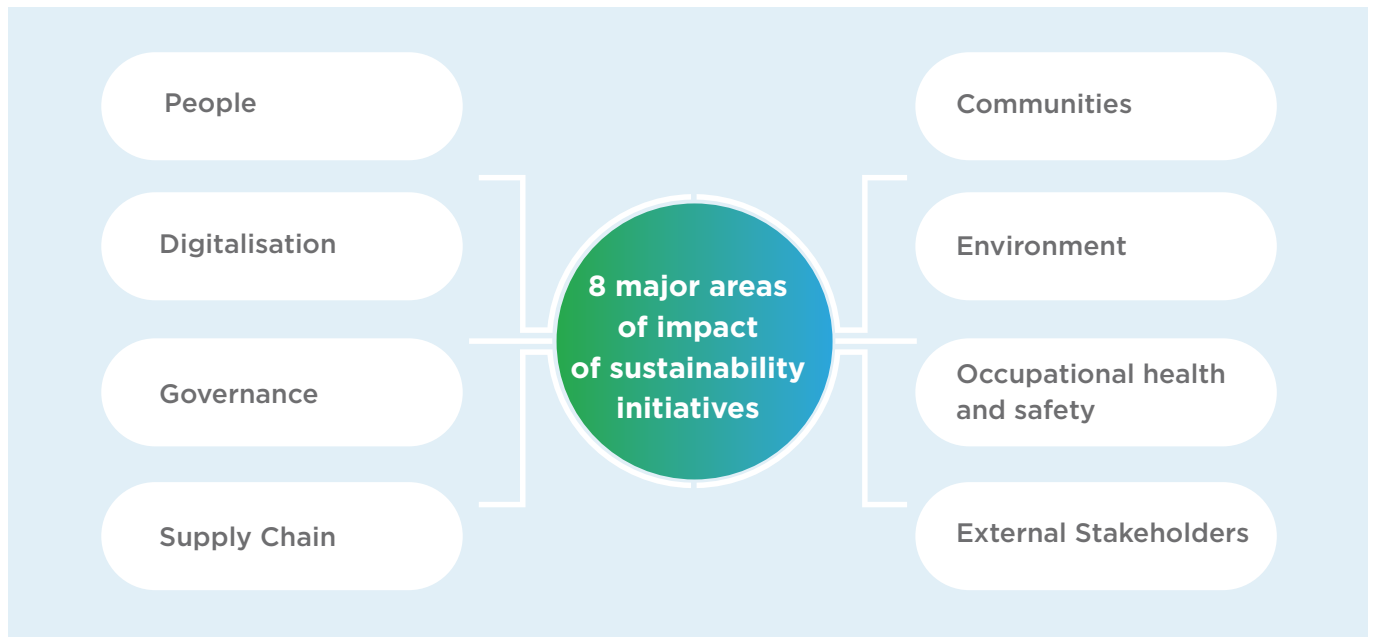 People
Digitalisation
Governance
Supply Chain
8 major areas
of impact
of sustainability
initiatives
Communities
Environment
Occupational health
and safety
External Stakeholders